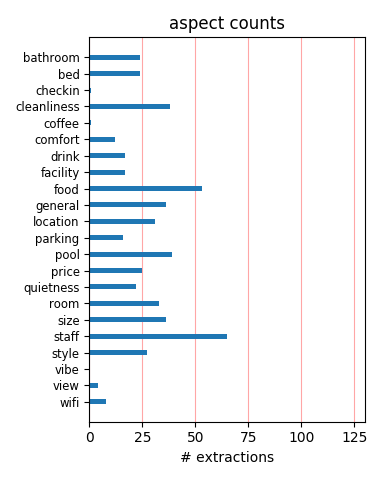 aspect counts
bathroom
bed
checkin
cleanliness
coffee
comfort
drink
facility
food
general
location
parking
pool
price
quietness
room
size
staff
style
vibe
view
wifi
0 25 50 75 100 125
# extractions